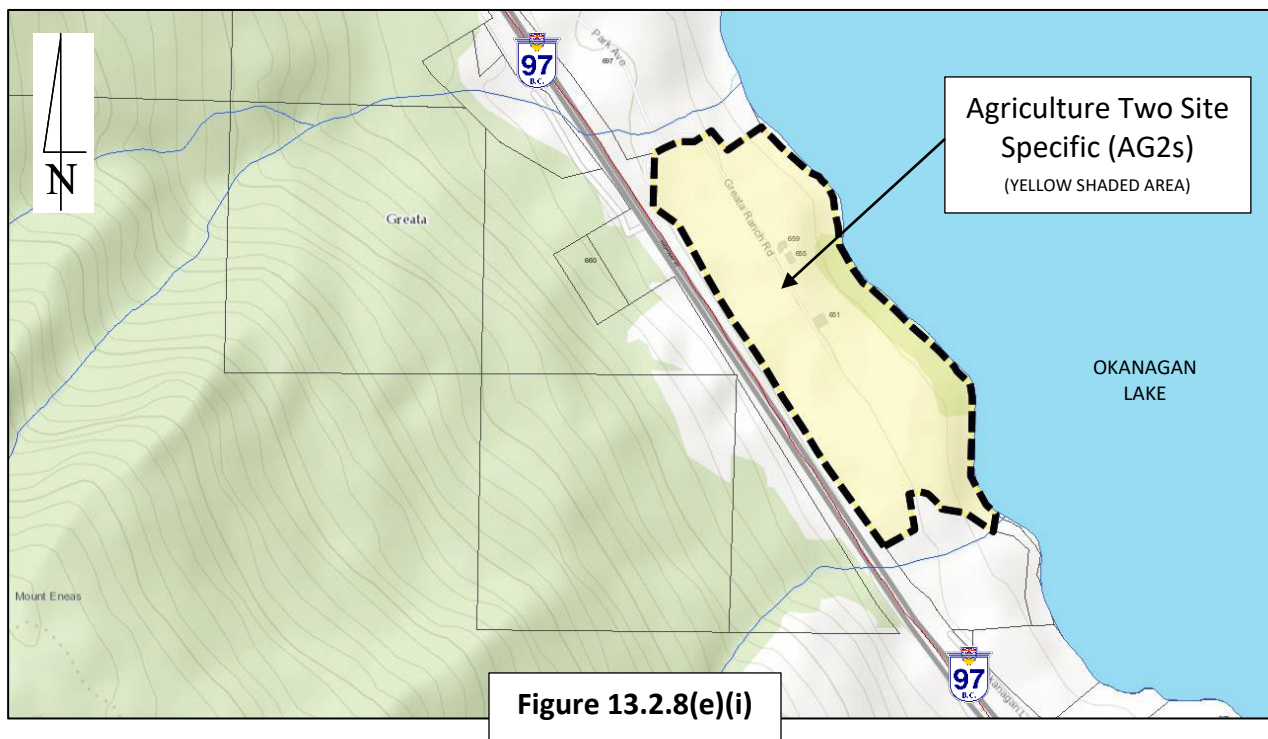 97
B.C.
Park Ave
697
N
Agriculture Two Site
Specific (AG2s)
(YELLOW SHADED AREA)
Greata
Greata Ranch Rd
659
655
660
651
OKANAGAN
LAKE
Mount Eneas
97
B.C.
Figure 13.2.8(e)(i)